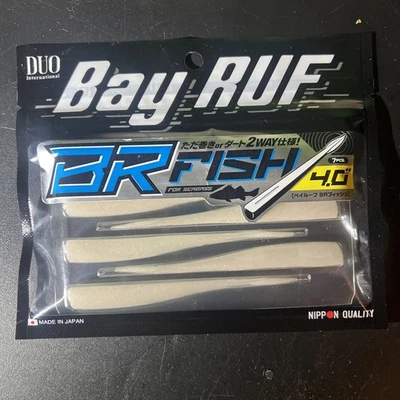 DUO
International
Bay RUF
ただ巻きorダート2WAY仕様!
BR FISH
FOR SEABASS
7PCS.
4.0"
[ベイルーフ BRフィッシュ]
MADE IN JAPAN
NIPPON QUALITY